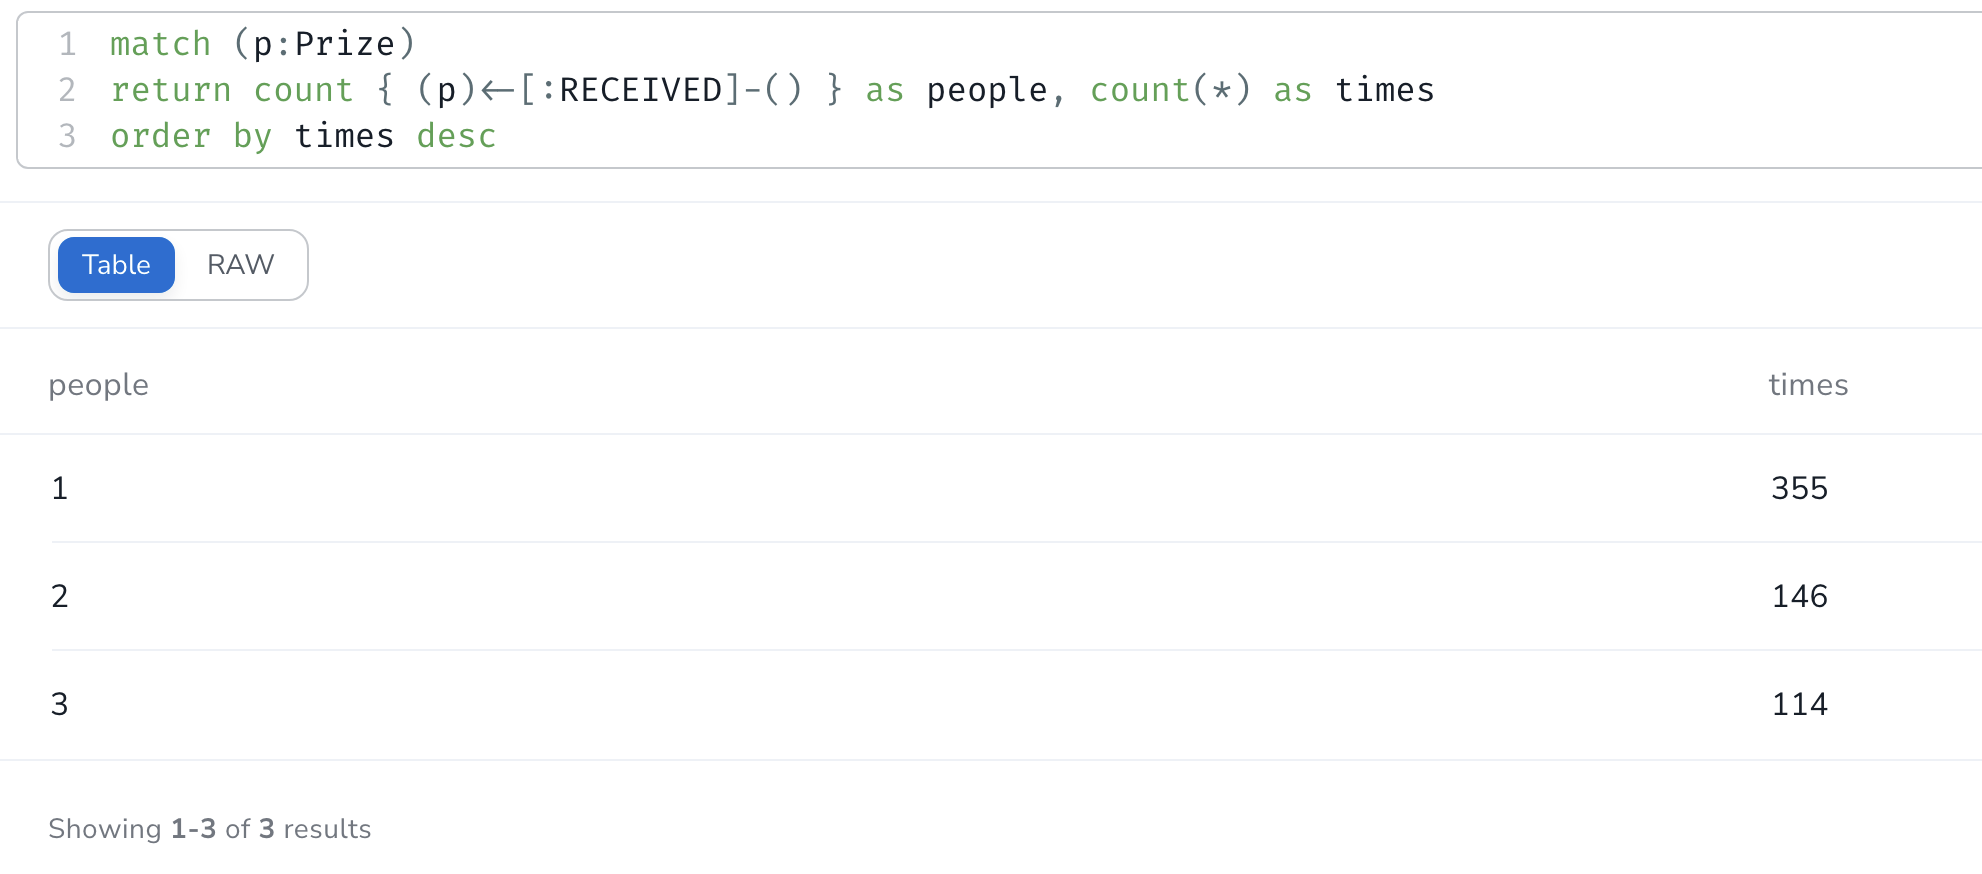 1 match (p:Prize)
2 return count { (p)<-[:RECEIVED]-() } as people, count(*) as times
3 order by times desc
Table RAW
people times
1 355
2 146
3 114
Showing 1-3 of 3 results